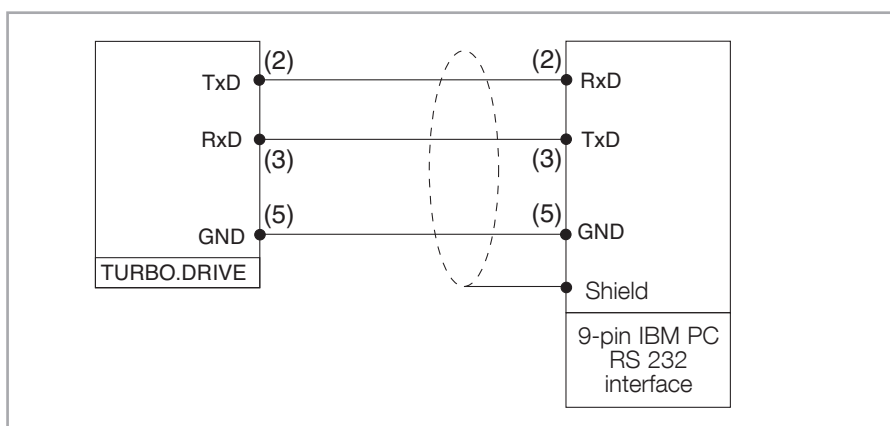 (2) (2)
TxD RxD
RxD TxD
(3) (3)
(5) (5)
GND GND
TURBO.DRIVE
Shield
9-pin IBM PC
RS 232
interface